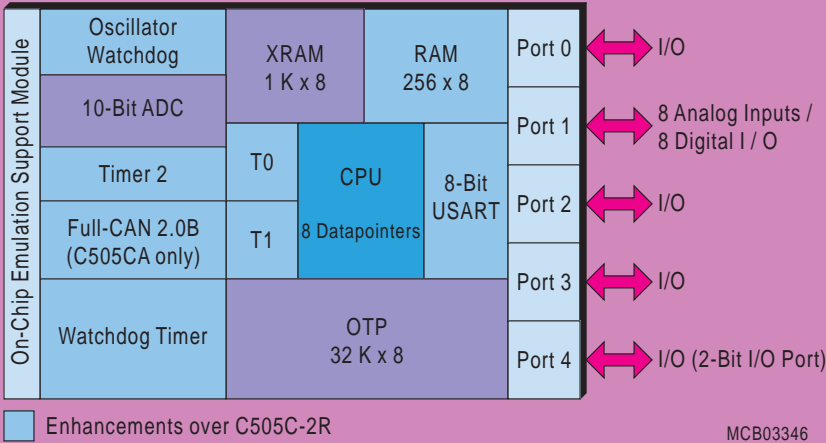 On-Chip Emulation Support Module
Oscillator
Watchdog
10-Bit ADC
Timer 2
Full-CAN 2.0B
(C505CA only)
Watchdog Timer
XRAM
1 K x 8
RAM
256 x 8
T0
T1
CPU
8 Datapointers
8-Bit
USART
OTP
32 K x 8
Port 0
I/O
Port 1
8 Analog Inputs /
8 Digital I / O
Port 2
I/O
Port 3
I/O
Port 4
I/O (2-Bit I/O Port)
Enhancements over C505C-2R
MCB03346